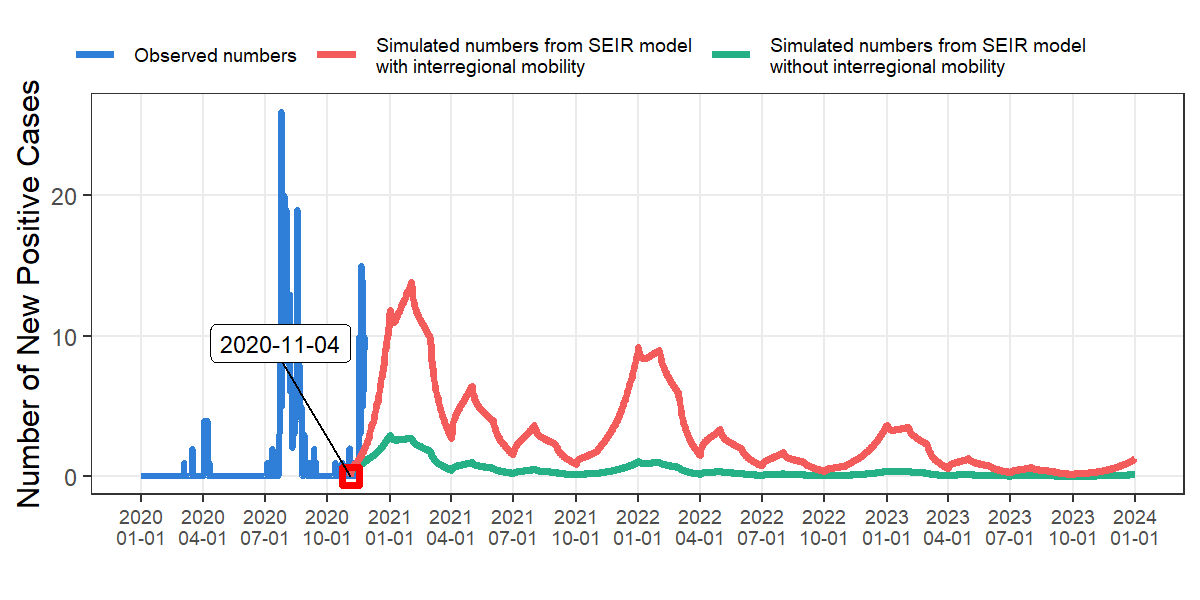 Observed numbers
Simulated numbers from SEIR model
with interregional mobility
Simulated numbers from SEIR model
without interregional mobility
Number of New Positive Cases
20
10
0
2020-11-04
2020 2020 2020 2020 2021 2021 2021 2021 2022 2022 2022 2022 2023 2023 2023 2023 2024
01-01 04-01 07-01 10-01 01-01 04-01 07-01 10-01 01-01 04-01 07-01 10-01 01-01 04-01 07-01 10-01 01-01